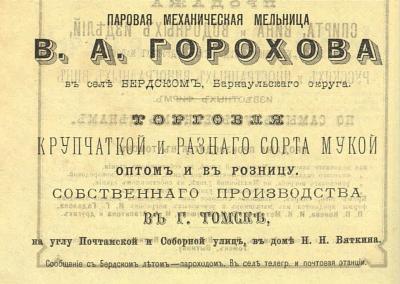 ПАРОВАЯ МЕХАНИЧЕСКАЯ МЕЛЬНИЦА
В. А. ГОРОХОВА
въ селѣ БЕРДСКОМЪ, Барнаульскаго округа.
ТОРГОВЛЯ
КРУПЧАТКОЙ и РАЗНАГО СОРТА МУКОЙ
ОПТОМЪ И ВЪ РОЗНИЦУ.
СОБСТВЕННАГО ПРОИЗВОДСТВА
ВЪ Г. ТОМСКѢ,
на углу Почтамской и Соборной улицъ, въ домѣ Н. И. Вяткина.
Сообщеніе съ Бердскомъ лѣтомъ—пароходомъ. Въ селѣ телегр. и почтовая станціи.